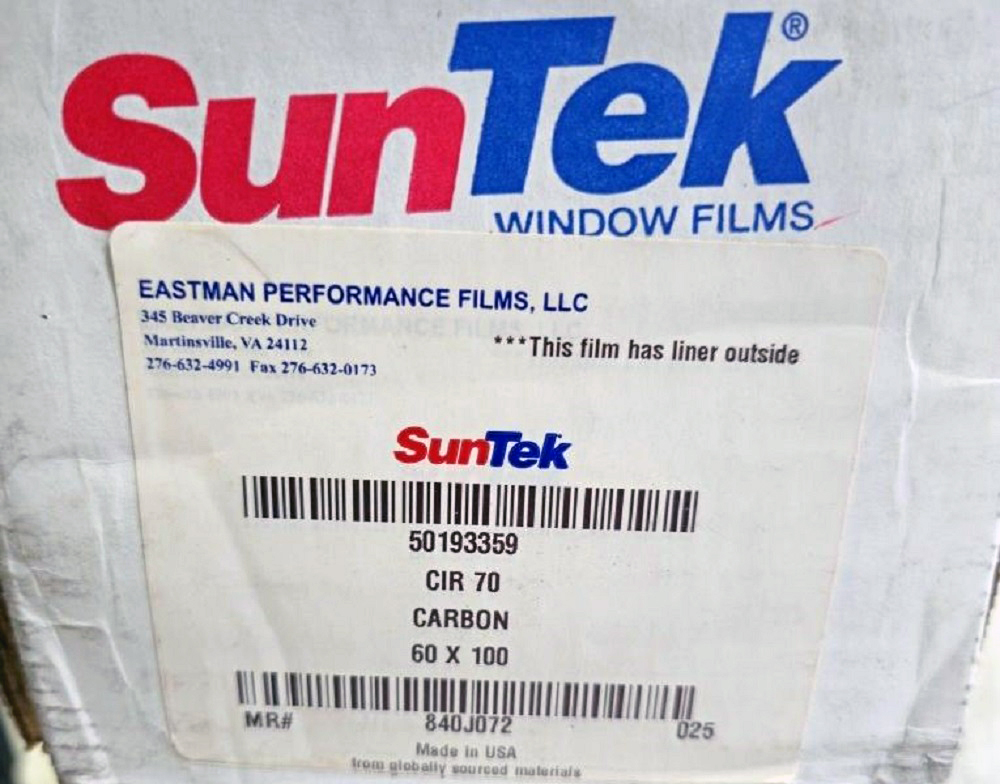 SunTek®
WINDOW FILMS
EASTMAN PERFORMANCE FILMS, LLC
345 Beaver Creek Drive
Martinsville, VA 24112
276-632-4991 Fax 276-632-0173
***This film has liner outside
SunTek
50193359
CIR 70
CARBON
60 X 100
MR# 840J072 025
Made in USA
from globally sourced materials